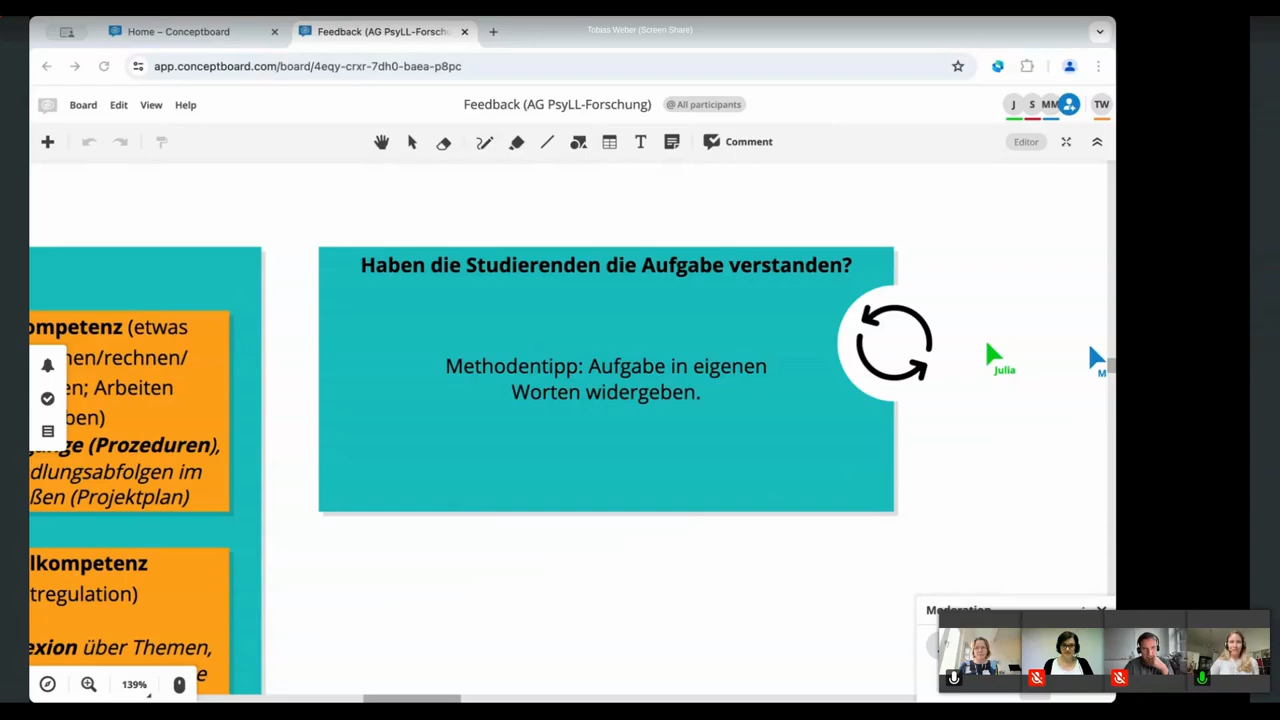 Tobias Weber (Screen Share)
Home – Conceptboard
Feedback (AG PsyLL-Forsch
app.conceptboard.com/board/4eqy-crxr-7dh0-baea-p8pc
Board Edit View Help
Feedback (AG PsyLL-Forschung)
@ All participants
J S MM TW
Comment
Editor
Haben die Studierenden die Aufgabe verstanden?
Methodentipp: Aufgabe in eigenen
Worten widergeben.
Julia
M
ompetenz (etwas
nen/rechnen/
en; Arbeiten
ben)
nge (Prozeduren),
dlungsabfolgen im
ßen (Projektplan)
lkompetenz
tregulation)
exion über Themen,
e
Moderation
139%